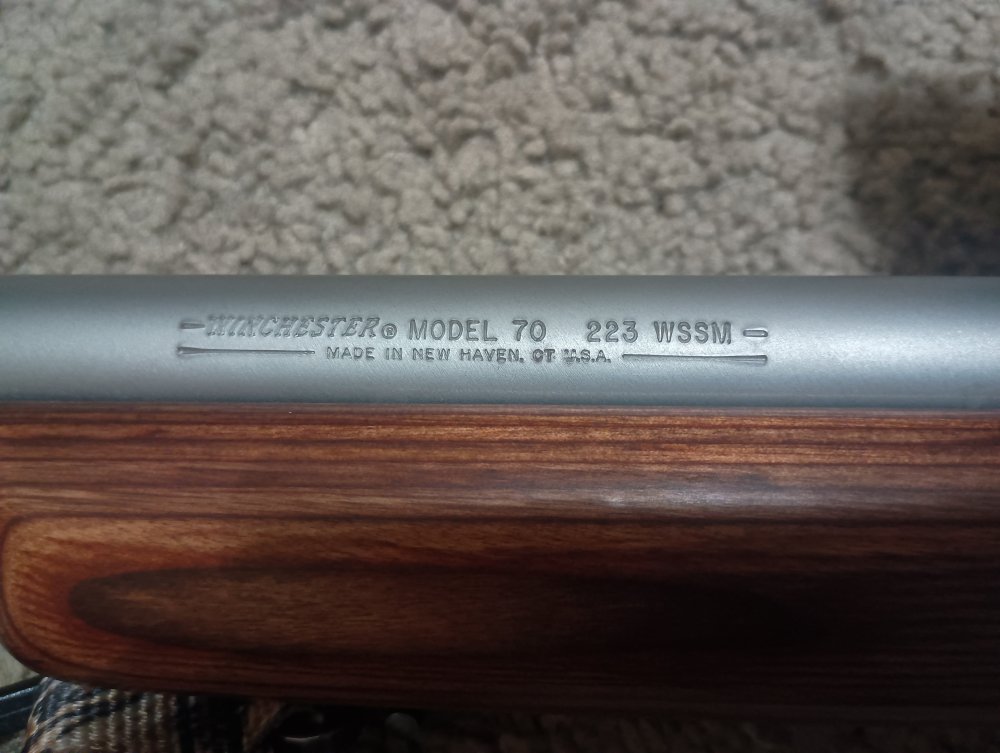 WINCHESTER® MODEL 70 223 WSSM
MADE IN NEW HAVEN. CT U.S.A.